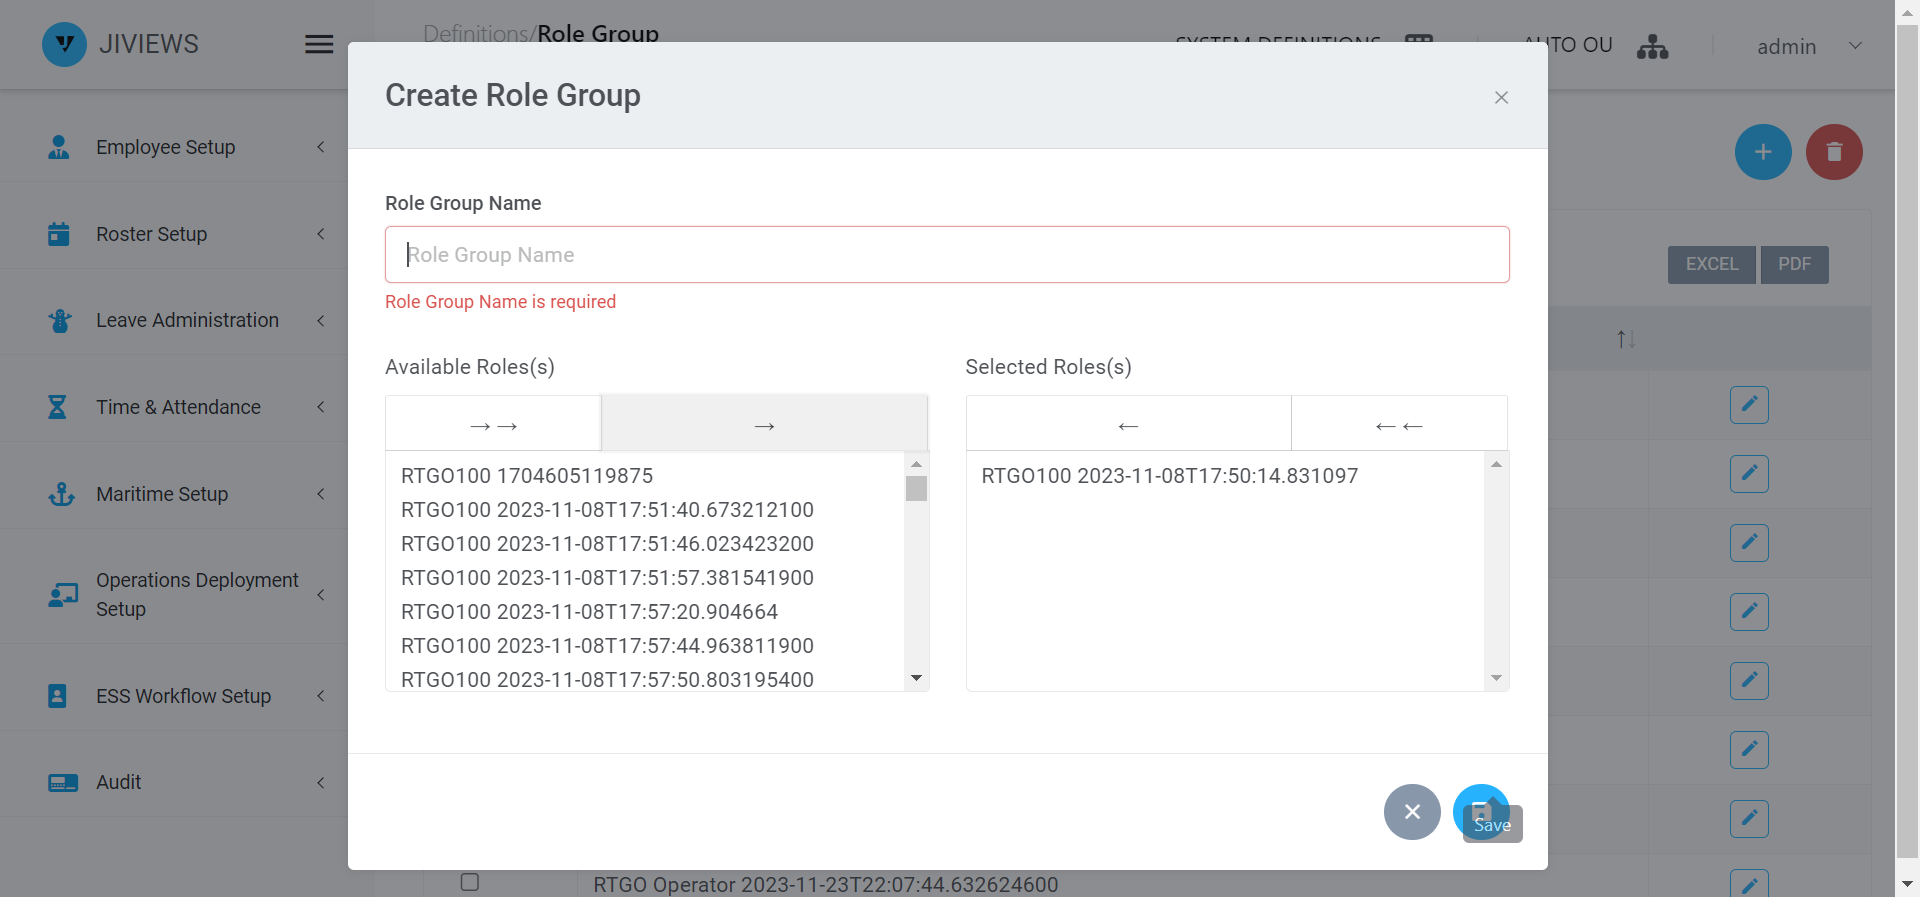 JIVIEWS
Definitions/Role Group
SYSTEM DEFINITIONS
AUTO OU
admin
Employee Setup
Roster Setup
Leave Administration
Time & Attendance
Maritime Setup
Operations Deployment
Setup
ESS Workflow Setup
Audit
Create Role Group
Role Group Name
Role Group Name
Role Group Name is required
Available Roles(s)
Selected Roles(s)
→→
→
←
←←
RTGO100 1704605119875
RTGO100 2023-11-08T17:51:40.673212100
RTGO100 2023-11-08T17:51:46.023423200
RTGO100 2023-11-08T17:51:57.381541900
RTGO100 2023-11-08T17:57:20.904664
RTGO100 2023-11-08T17:57:44.963811900
RTGO100 2023-11-08T17:57:50.803195400
RTGO100 2023-11-08T17:50:14.831097
Save
EXCEL
PDF
RTGO Operator 2023-11-23T22:07:44.632624600